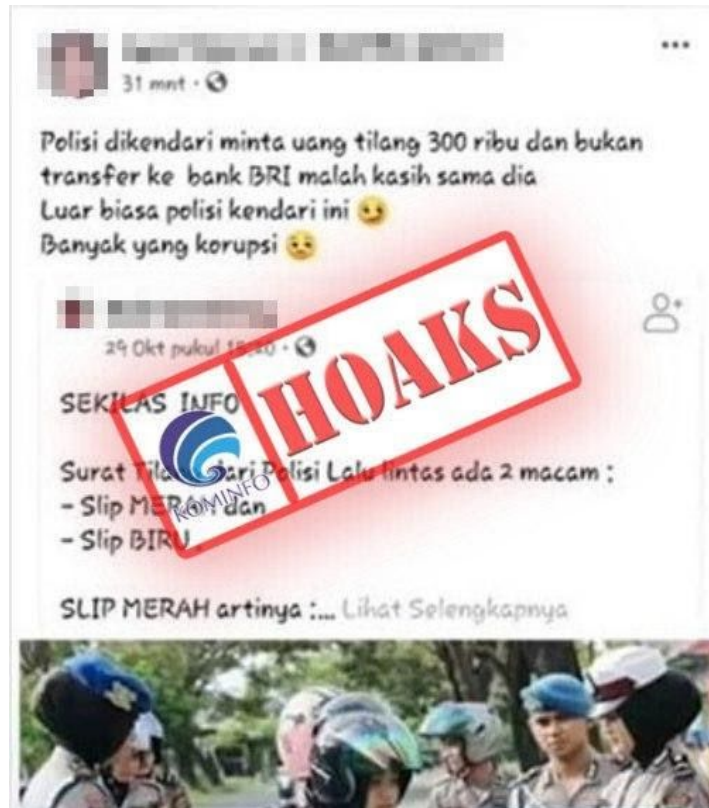 31 mnt
Polisi dikendari minta uang tilang 300 ribu dan bukan
transfer ke bank BRI malah kasih sama dia
Luar biasa polisi kendari ini
Banyak yang korupsi
29 Okt pukul
SEKILAS INFO
HOAKS
KOMINFO
Surat Tilang dari Polisi Lalu lintas ada 2 macam :
- Slip MERAH dan
- Slip BIRU
SLIP MERAH artinya :... Lihat Selengkapnya